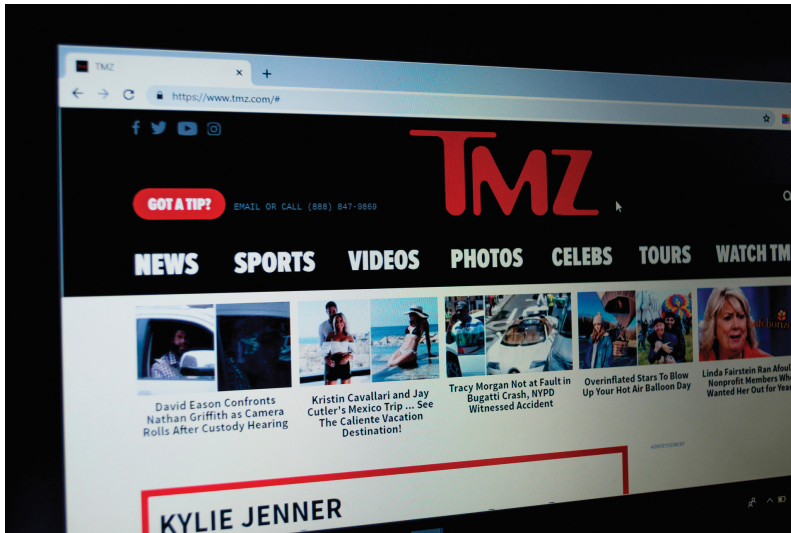 TMZ
https://www.tmz.com/#
TMZ
GOT A TIP?
EMAIL OR CALL (888) 847-9869
NEWS SPORTS VIDEOS PHOTOS CELEBS TOURS WATCH TM
David Eason Confronts
Nathan Griffith as Camera
Rolls After Custody Hearing
Kristin Cavallari and Jay
Cutler's Mexico Trip ... See
The Caliente Vacation
Destination!
Tracy Morgan Not at Fault in
Bugatti Crash, NYPD
Witnessed Accident
Overinflated Stars To Blow
Up Your Hot Air Balloon Day
Linda Fairstein Ran Afoul
Nonprofit Members Who
Wanted Her Out for Year
ADVERTISEMENT
KYLIE JENNER